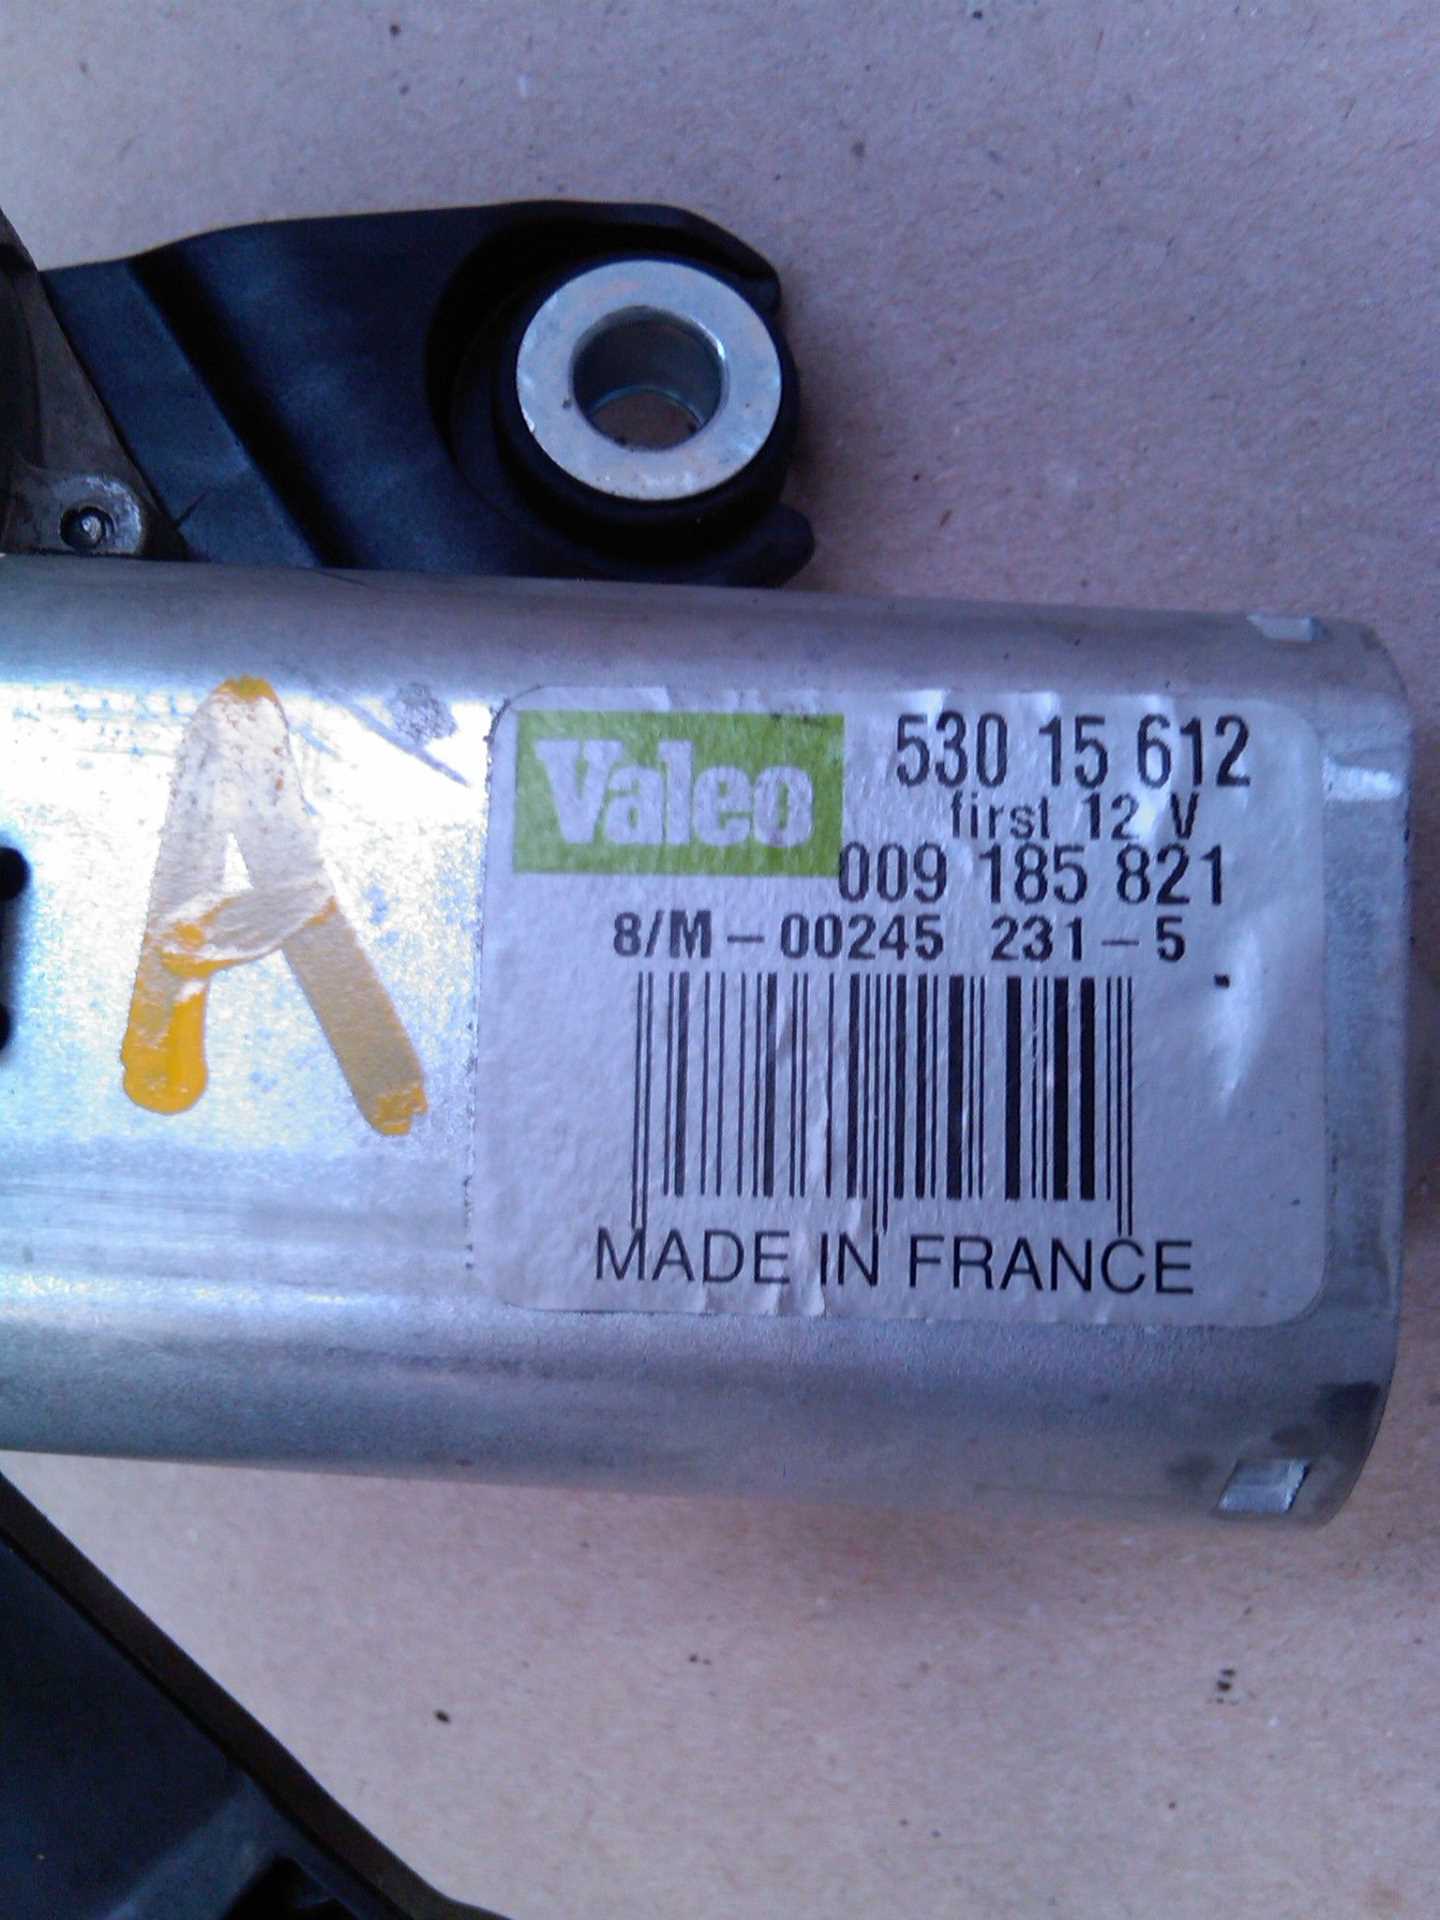 A
Valeo
530 15 612
first 12 V
009 185 821
8/M-00245 231-5
MADE IN FRANCE